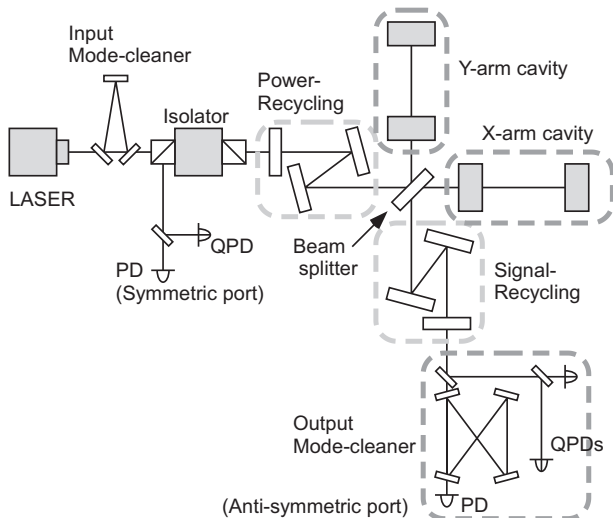 Input
Mode-cleaner
Y-arm cavity
Power-
Recycling
Isolator
X-arm cavity
LASER
QPD
Beam
splitter
PD
(Symmetric port)
Signal-
Recycling
Output
Mode-cleaner
QPDs
PD
(Anti-symmetric port)